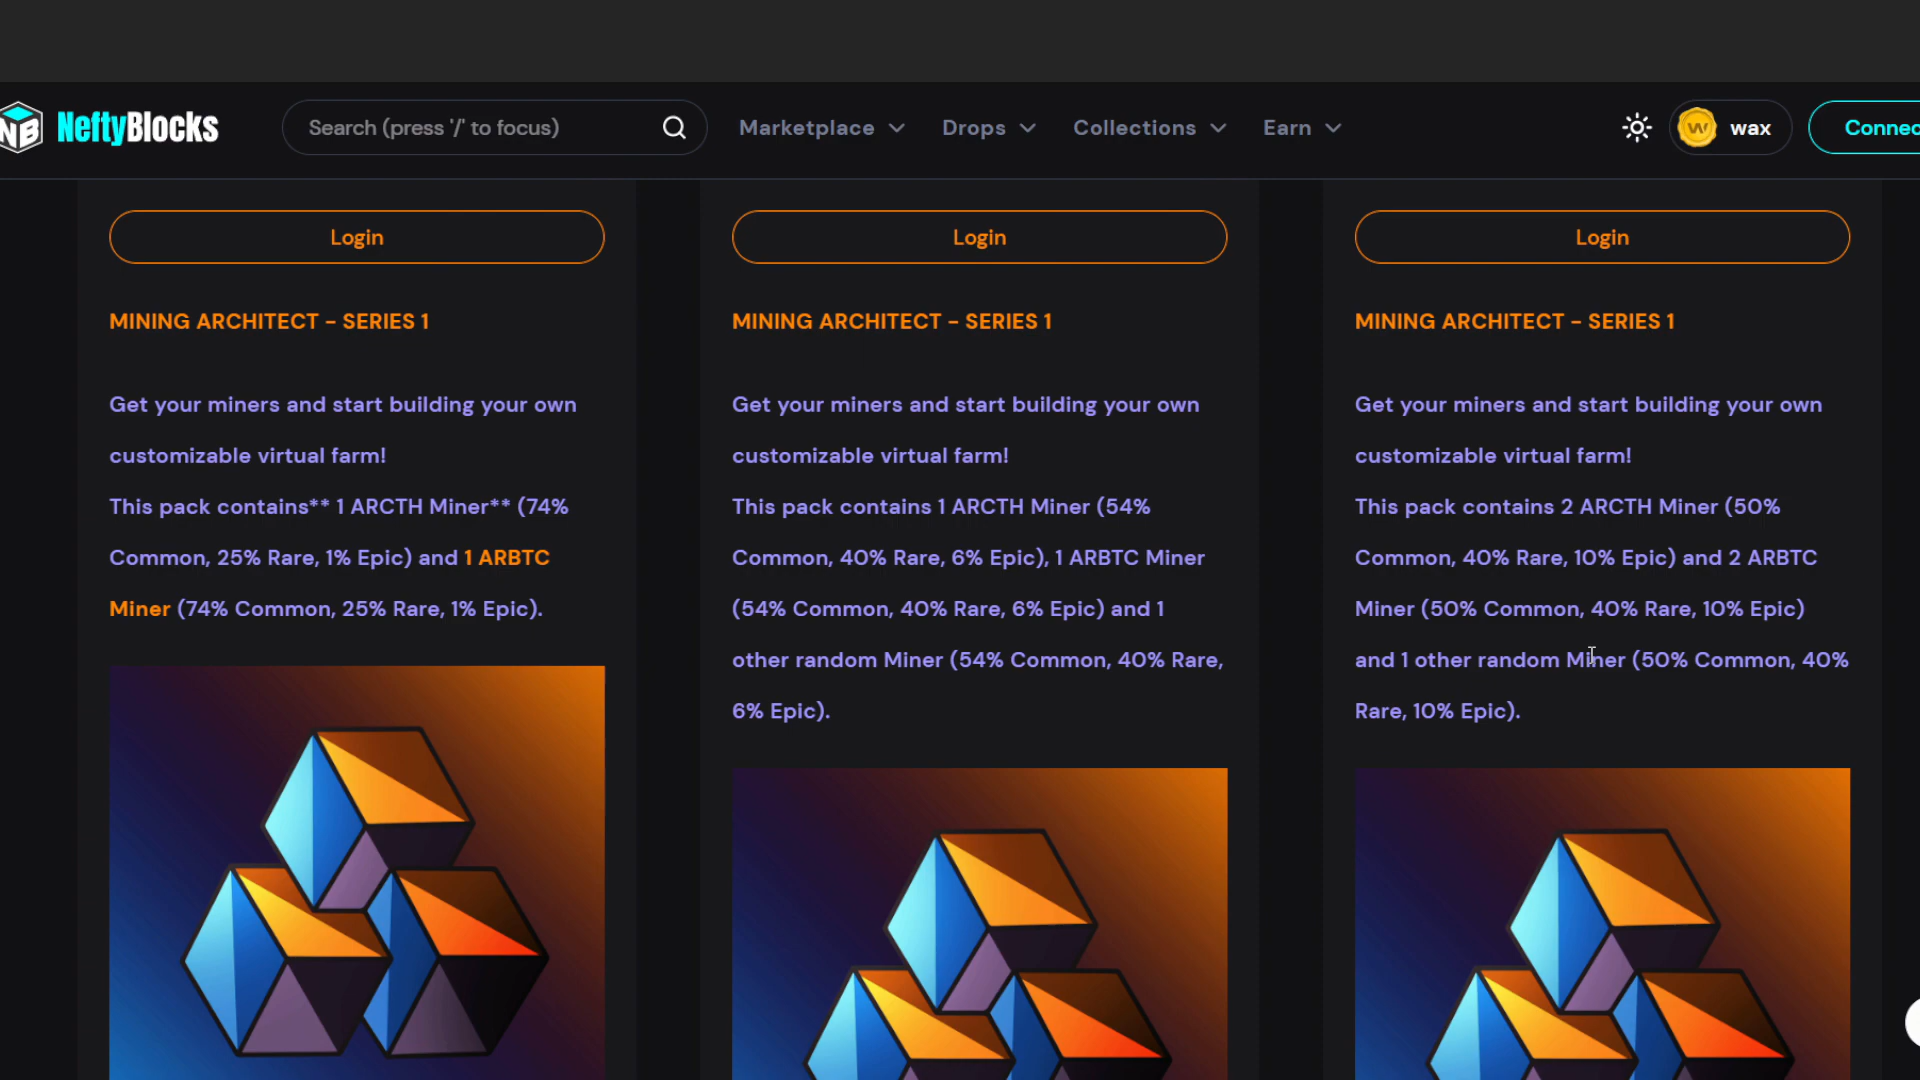 NB NeftyBlocks
Search (press '/' to focus)
Marketplace
Drops
Collections
Earn
W wax
Connec
Login
MINING ARCHITECT - SERIES 1
Get your miners and start building your own
customizable virtual farm!
This pack contains** 1 ARCTH Miner** (74%
Common, 25% Rare, 1% Epic) and 1 ARBTC
Miner (74% Common, 25% Rare, 1% Epic).
Login
MINING ARCHITECT - SERIES 1
Get your miners and start building your own
customizable virtual farm!
This pack contains 1 ARCTH Miner (54%
Common, 40% Rare, 6% Epic), 1 ARBTC Miner
(54% Common, 40% Rare, 6% Epic) and 1
other random Miner (54% Common, 40% Rare,
6% Epic).
Login
MINING ARCHITECT - SERIES 1
Get your miners and start building your own
customizable virtual farm!
This pack contains 2 ARCTH Miner (50%
Common, 40% Rare, 10% Epic) and 2 ARBTC
Miner (50% Common, 40% Rare, 10% Epic)
and 1 other random Miner (50% Common, 40%
Rare, 10% Epic).